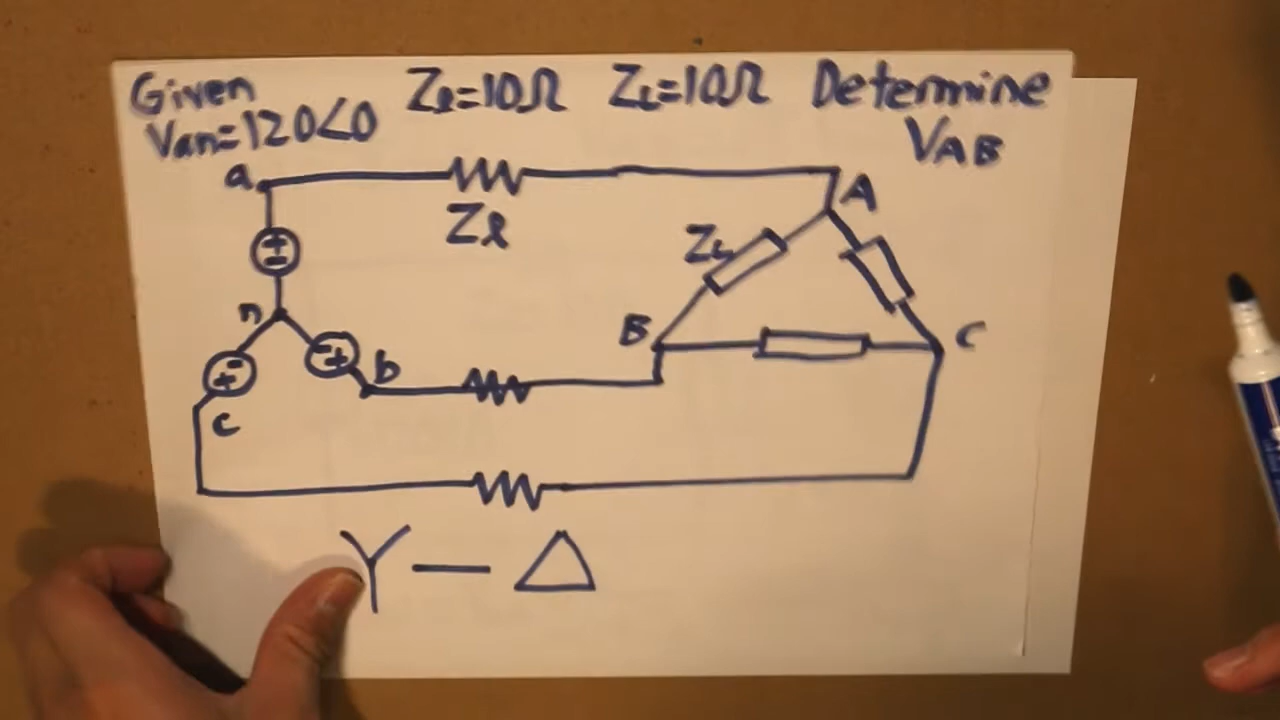 Given Zℓ=10Ω ZL=10Ω Determine
Van=120<0 VAB
a
A
Zℓ
ZL
n
B
C
b
c
Y — Δ